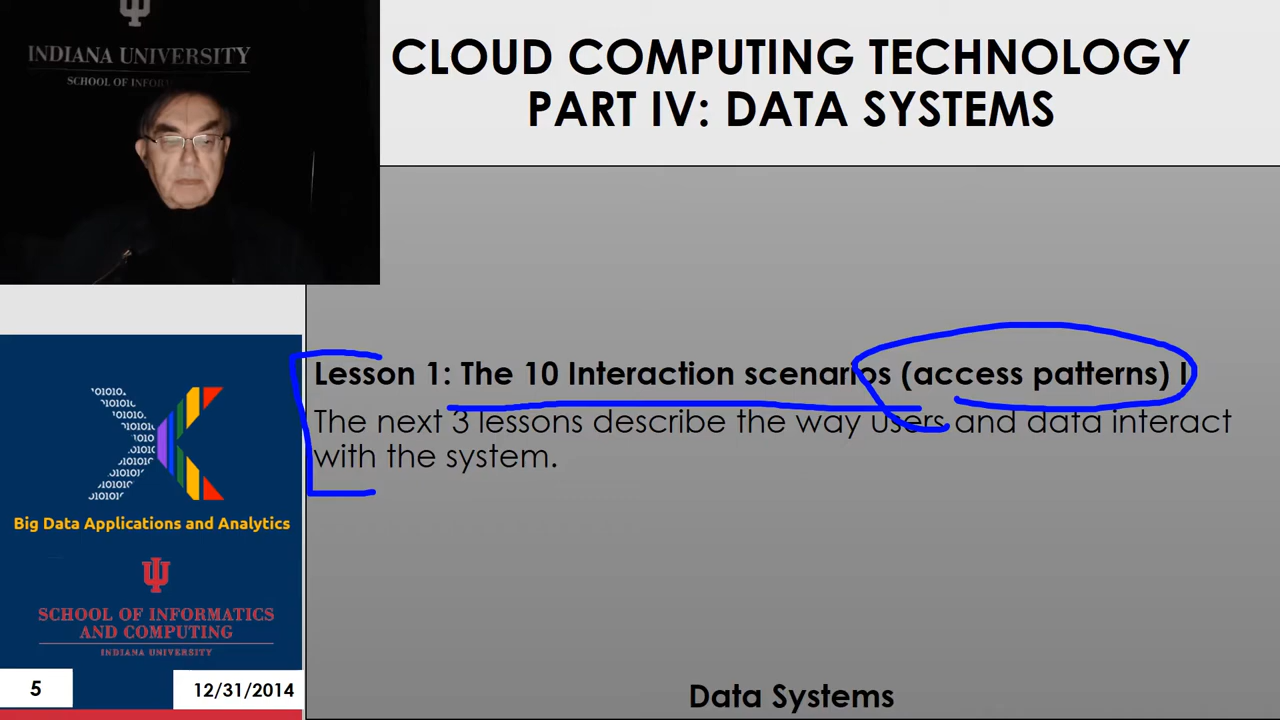 INDIANA UNIVERSITY
SCHOOL OF
CLOUD COMPUTING TECHNOLOGY
PART IV: DATA SYSTEMS
Lesson 1: The 10 Interaction scenarios (access patterns) I
The next 3 lessons describe the way users and data interact
with the system.
Big Data Applications and Analytics
SCHOOL OF INFORMATICS
AND COMPUTING
INDIANA UNIVERSITY
5
12/31/2014
Data Systems